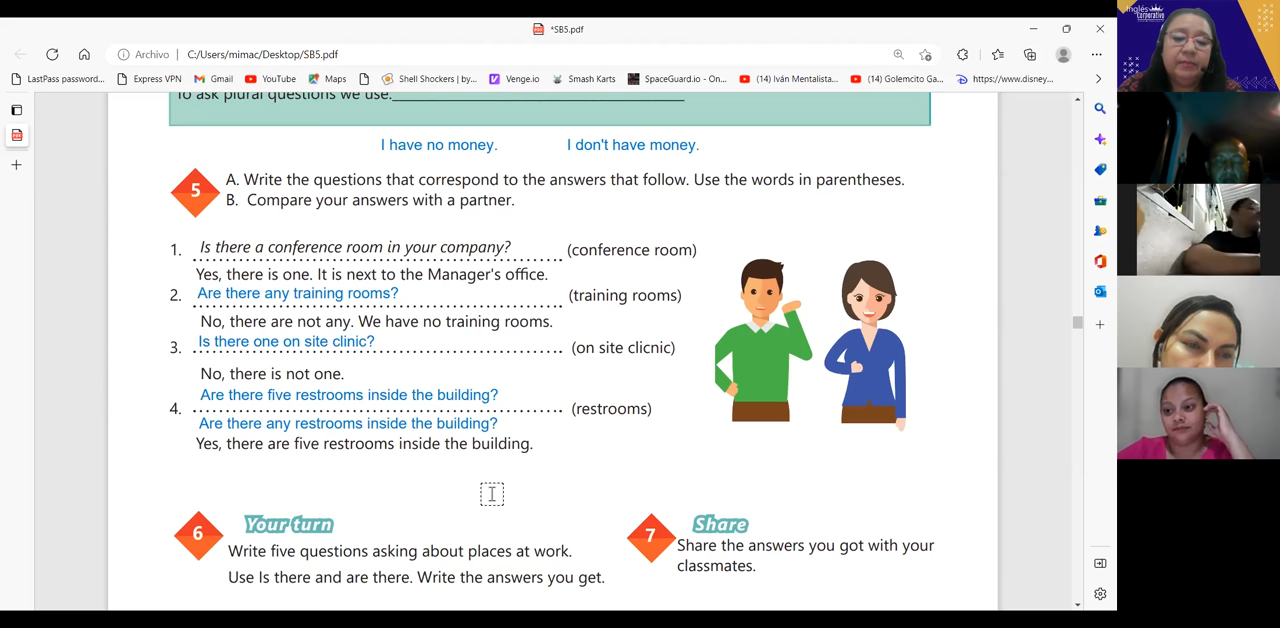 *SB5.pdf
Archivo | C:/Users/mimac/Desktop/SB5.pdf
LastPass password... Express VPN Gmail YouTube Maps Shell Shockers | by... Venge.io Smash Karts SpaceGuard.io - On... (14) Iván Mentalista... (14) Golemcito Ga... https://www.disney...
To ask plural questions we use:
I have no money. I don't have money.
5
A. Write the questions that correspond to the answers that follow. Use the words in parentheses.
B. Compare your answers with a partner.
1. Is there a conference room in your company? (conference room)
Yes, there is one. It is next to the Manager's office.
2. Are there any training rooms? (training rooms)
No, there are not any. We have no training rooms.
3. Is there one on site clinic? (on site clicnic)
No, there is not one.
Are there five restrooms inside the building?
4. (restrooms)
Are there any restrooms inside the building?
Yes, there are five restrooms inside the building.
6 Your turn
Write five questions asking about places at work.
Use Is there and are there. Write the answers you get.
7 Share
Share the answers you got with your
classmates.
Inglés
Corporativo